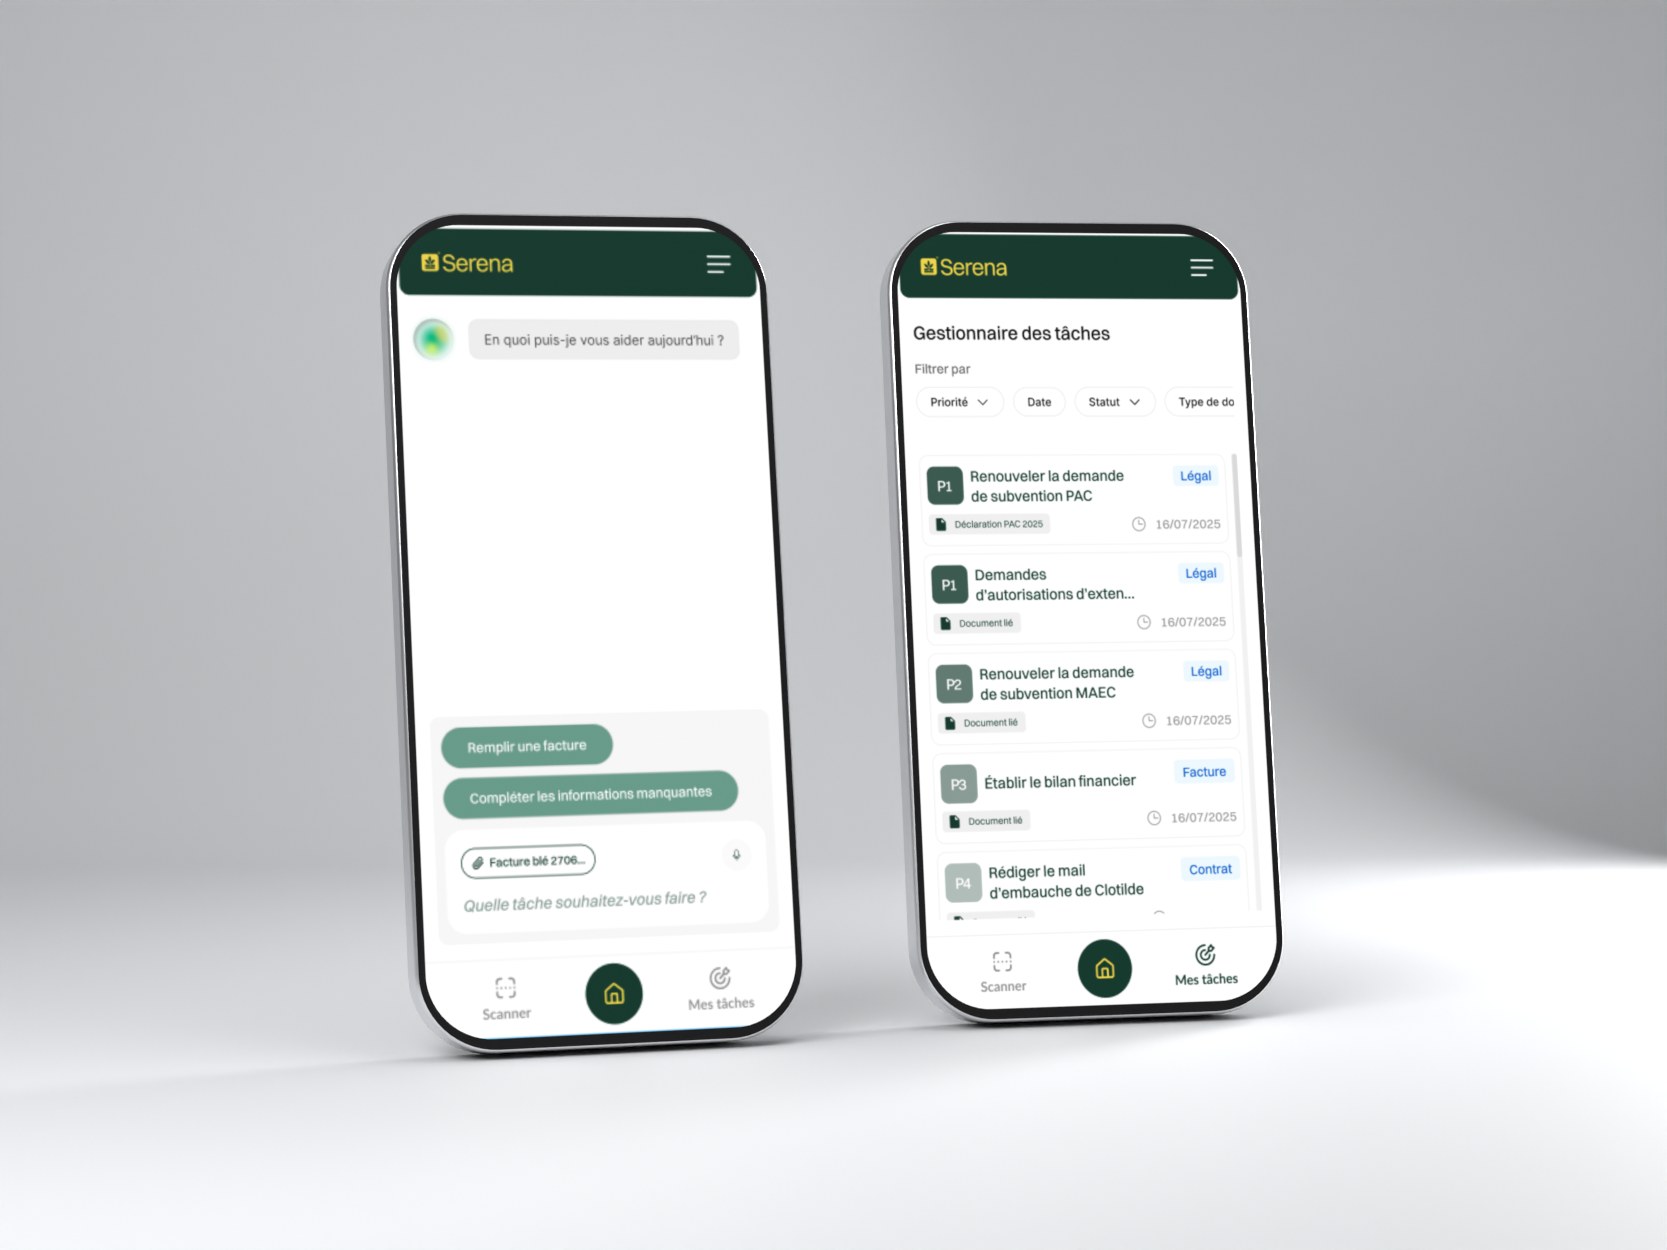 Serena
En quoi puis-je vous aider aujourd'hui ?
Remplir une facture
Compléter les informations manquantes
Facture blé 2706...
Quelle tâche souhaitez-vous faire ?
Scanner
Mes tâches
Serena
Gestionnaire des tâches
Filtrer par
Priorité
Date
Statut
Type de do
P1
Renouveler la demande
de subvention PAC
Légal
Déclaration PAC 2025
16/07/2025
P1
Demandes
d'autorisations d'exten...
Légal
Document lié
16/07/2025
P2
Renouveler la demande
de subvention MAEC
Légal
Document lié
16/07/2025
P3
Établir le bilan financier
Facture
Document lié
16/07/2025
P4
Rédiger le mail
d'embauche de Clotilde
Contrat
Scanner
Mes tâches